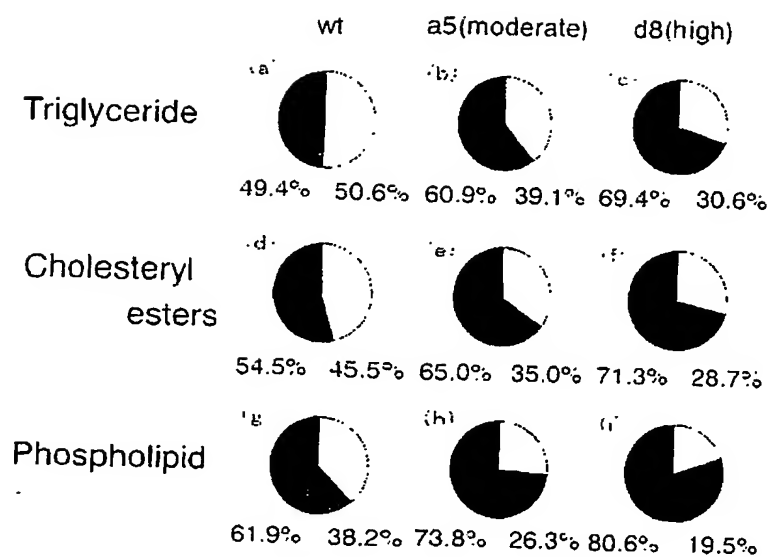 wt a5(moderate) d8(high)
(a) (b) (c)
Triglyceride
49.4% 50.6% 60.9% 39.1% 69.4% 30.6%
(d) (e) (f)
Cholesteryl
esters
54.5% 45.5% 65.0% 35.0% 71.3% 28.7%
(g) (h) (i)
Phospholipid
61.9% 38.2% 73.8% 26.3% 80.6% 19.5%